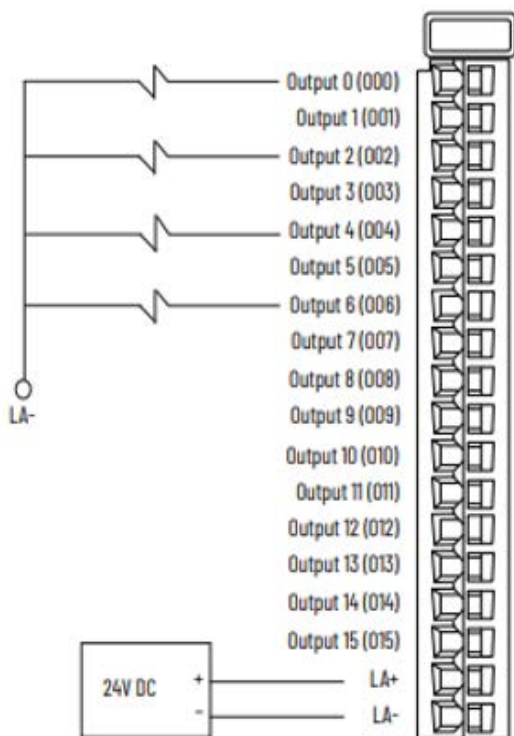 Output 0 (O00)
Output 1 (O01)
Output 2 (O02)
Output 3 (O03)
Output 4 (O04)
Output 5 (O05)
Output 6 (O06)
Output 7 (O07)
Output 8 (O08)
Output 9 (O09)
Output 10 (O10)
Output 11 (O11)
Output 12 (O12)
Output 13 (O13)
Output 14 (O14)
Output 15 (O15)
LA-
24V DC
+
-
LA+
LA-